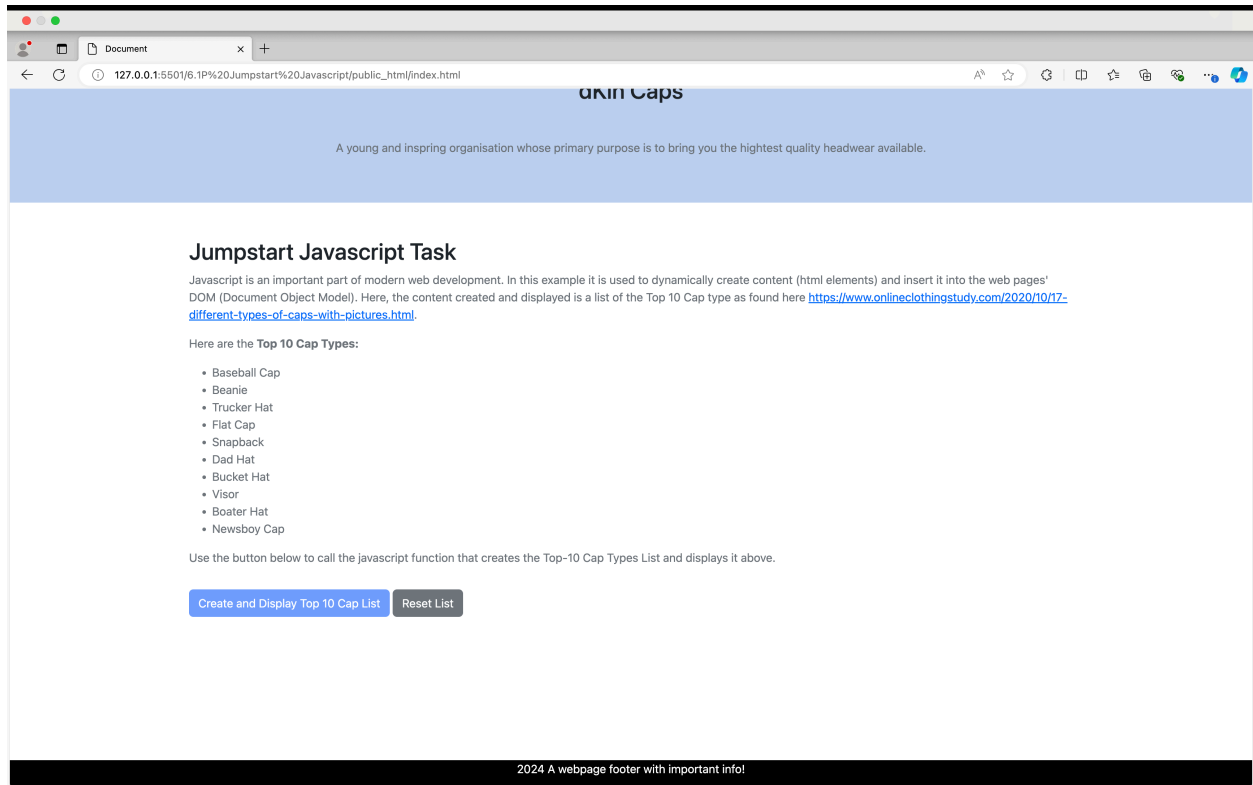 Document
127.0.0.1:5501/6.1P%20Jumpstart%20Javascript/public_html/index.html
dKin Caps
A young and inspring organisation whose primary purpose is to bring you the hightest quality headwear available.
Jumpstart Javascript Task
Javascript is an important part of modern web development. In this example it is used to dynamically create content (html elements) and insert it into the web pages'
DOM (Document Object Model). Here, the content created and displayed is a list of the Top 10 Cap type as found here https://www.onlineclothingstudy.com/2020/10/17-
different-types-of-caps-with-pictures.html.
Here are the Top 10 Cap Types:
• Baseball Cap
• Beanie
• Trucker Hat
• Flat Cap
• Snapback
• Dad Hat
• Bucket Hat
• Visor
• Boater Hat
• Newsboy Cap
Use the button below to call the javascript function that creates the Top-10 Cap Types List and displays it above.
Create and Display Top 10 Cap List Reset List
2024 A webpage footer with important info!